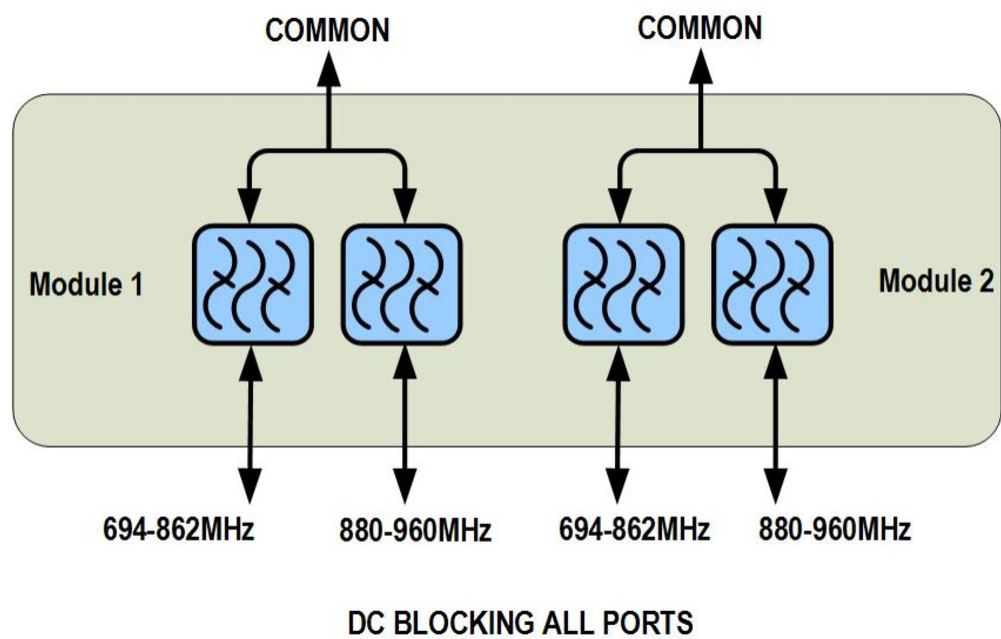 COMMON
COMMON
Module 1
Module 2
694-862MHz
880-960MHz
694-862MHz
880-960MHz
DC BLOCKING ALL PORTS